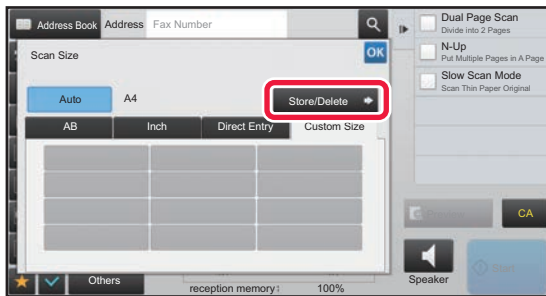 Address Book Address Fax Number
Scan Size
OK
Auto A4
Store/Delete
AB Inch Direct Entry Custom Size
Others
reception memory: 100%
Dual Page Scan
Divide into 2 Pages
N-Up
Put Multiple Pages in A Page
Slow Scan Mode
Scan Thin Paper Original
CA
Speaker
Start